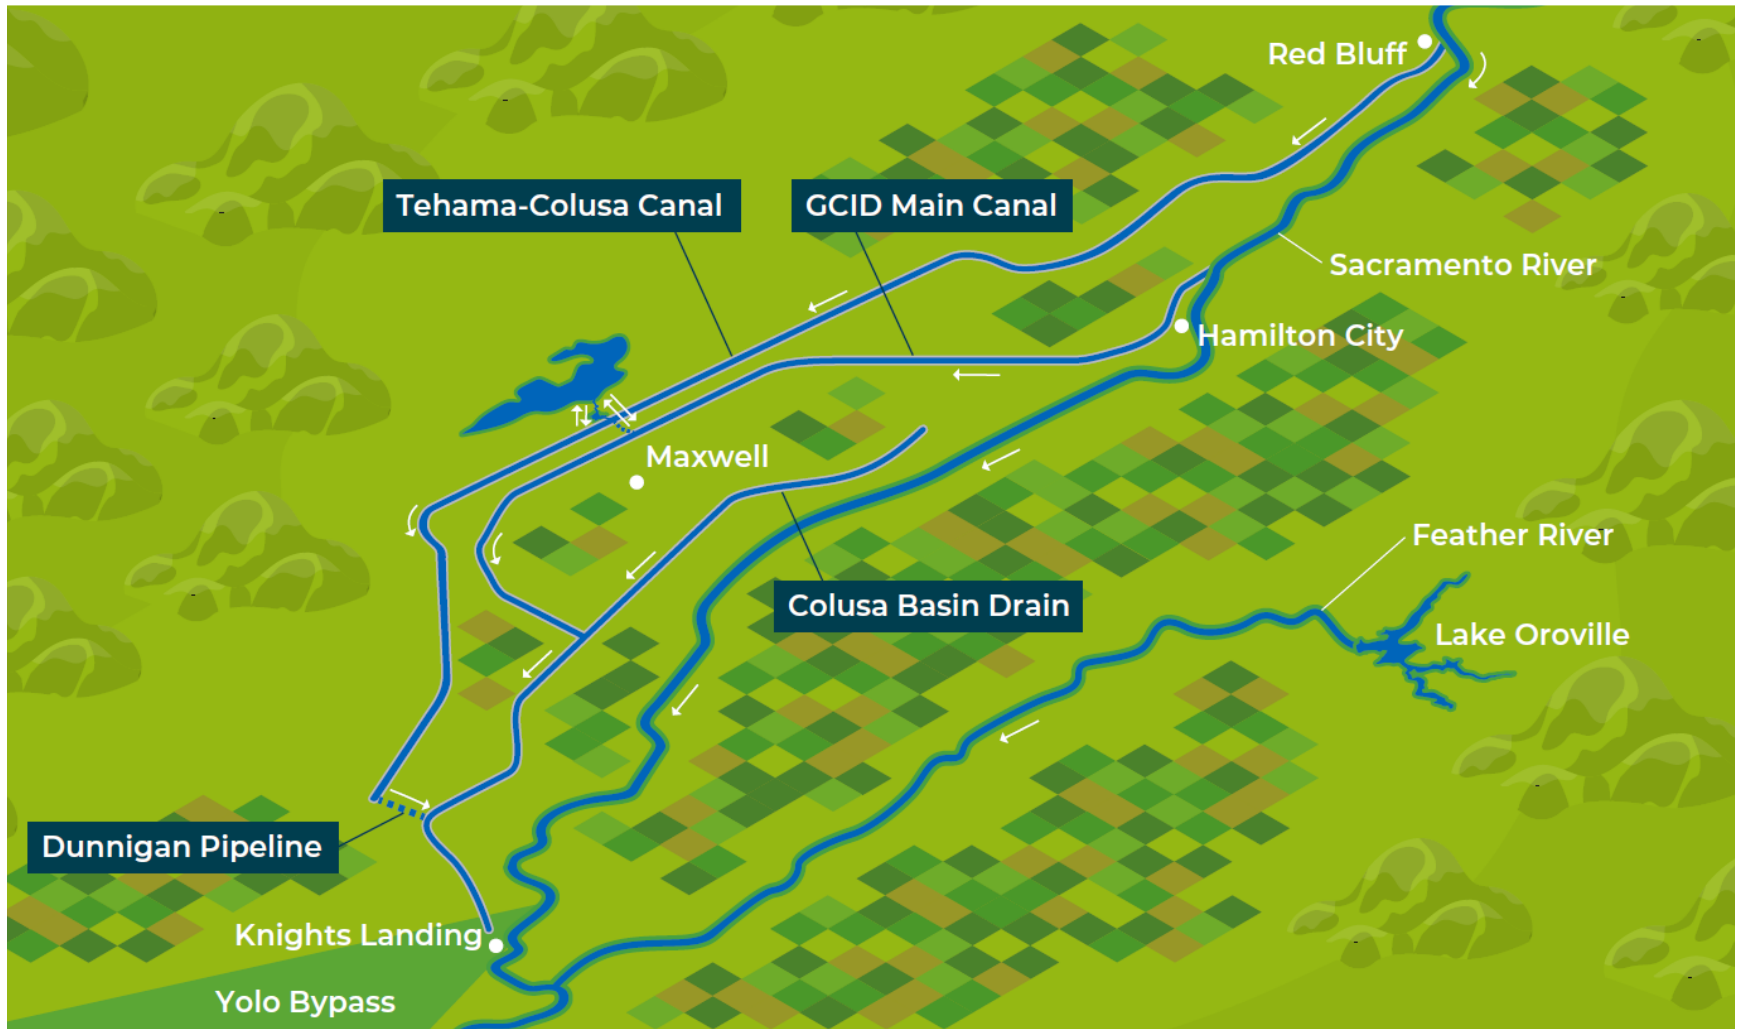 Red Bluff
Tehama-Colusa Canal
GCID Main Canal
Sacramento River
Hamilton City
Maxwell
Feather River
Colusa Basin Drain
Lake Oroville
Dunnigan Pipeline
Knights Landing
Yolo Bypass